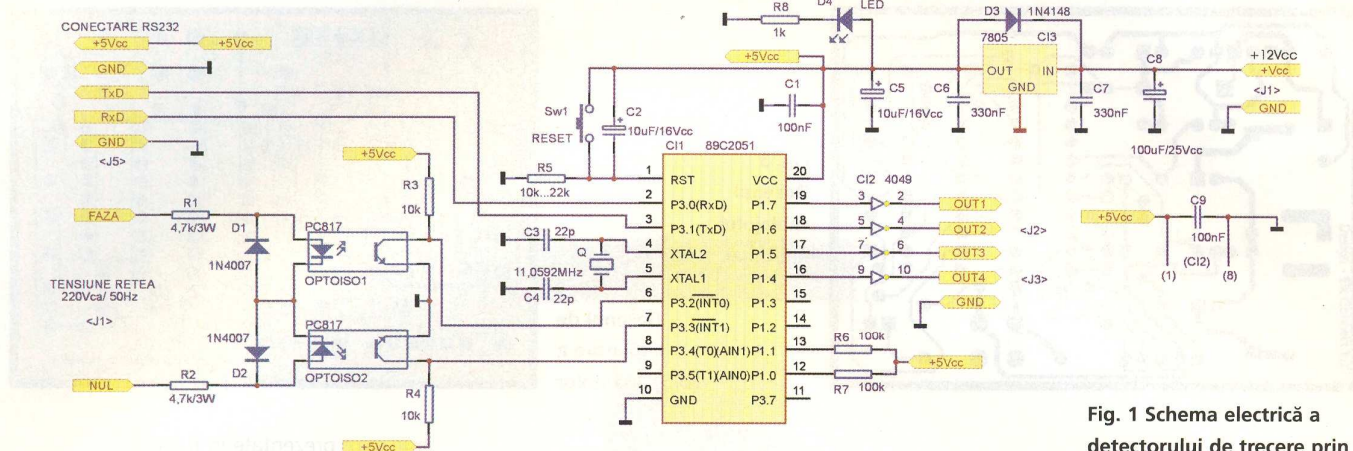 CONECTARE RS232
+5Vcc
+5Vcc
GND
TxD
RxD
GND
<J5>
FAZA
R1
4,7k/3W
D1
1N4007
TENSIUNE RETEA
220Vca/ 50Hz
<J1>
1N4007
D2
NUL
R2
4,7k/3W
PC817
OPTOISO1
PC817
OPTOISO2
+5Vcc
R3
10k
R4
10k
+5Vcc
R8
1k
D4
LED
+5Vcc
Sw1
RESET
C2
10uF/16Vcc
R5
10k...22k
C1
100nF
C3
22p
Q
11,0592MHz
C4
22p
CI1
89C2051
1
RST
VCC
20
2
P3.0(RxD)
P1.7
19
3
P3.1(TxD)
P1.6
18
4
XTAL2
P1.5
17
5
XTAL1
P1.4
16
6
P3.2(INT0)
P1.3
15
7
P3.3(INT1)
P1.2
14
8
P3.4(T0)(AIN1)P1.1
13
9
P3.5(T1)(AIN0)P1.0
12
10
GND
P3.7
11
R6
100k
R7
100k
+5Vcc
CI2
4049
3
2
OUT1
5
4
OUT2
<J2>
7
6
OUT3
9
10
OUT4
<J3>
GND
C5
10uF/16Vcc
C6
330nF
D3
1N4148
7805
CI3
OUT
IN
GND
C7
330nF
C8
100uF/25Vcc
+12Vcc
+Vcc
<J1>
GND
+5Vcc
C9
100nF
(CI2)
(1)
(8)
Fig. 1 Schema electrică a
detectorului de trecere prin